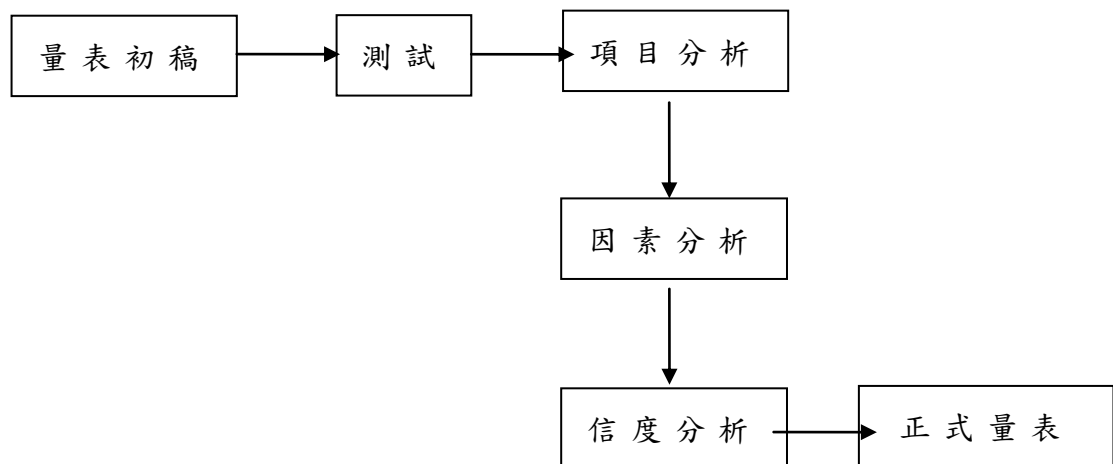 量表初稿
測試
項目分析
因素分析
信度分析
正式量表